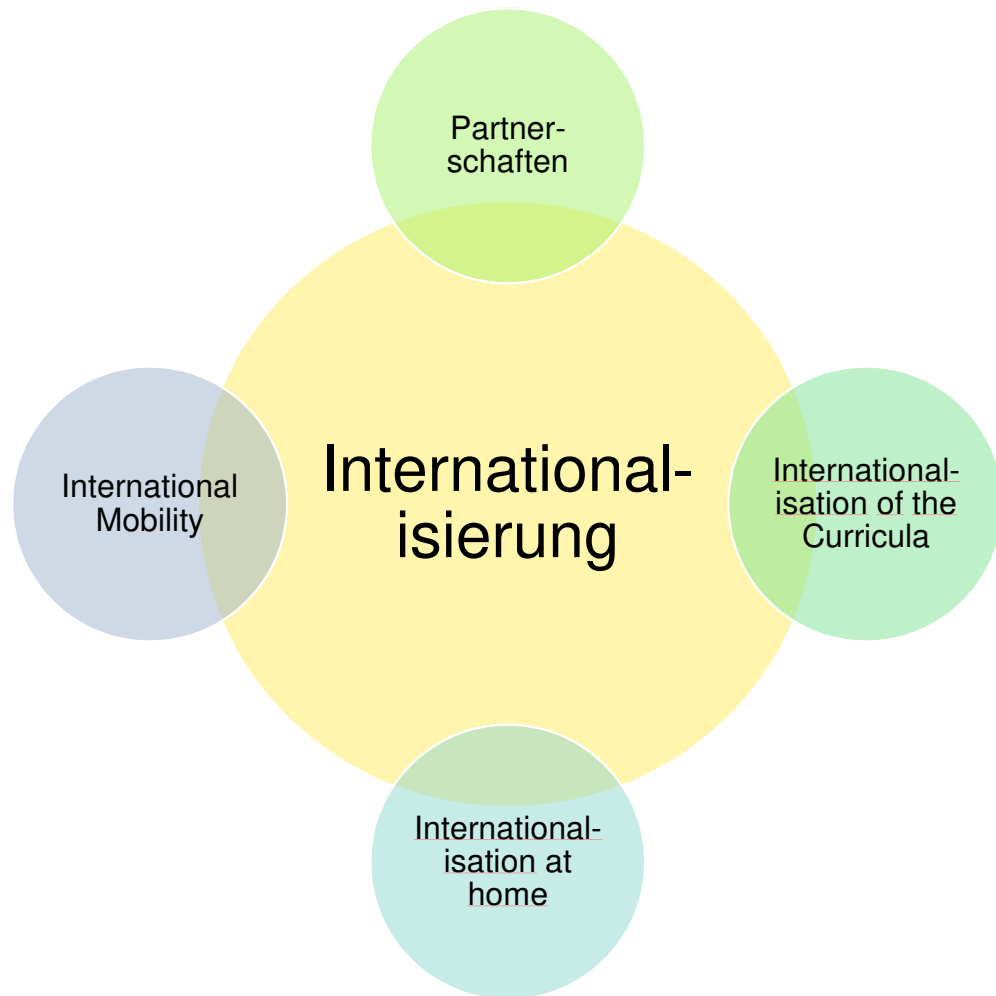 Partner-
schaften
International-
isierung
International
Mobility
International-
isation of the
Curricula
International-
isation at
home